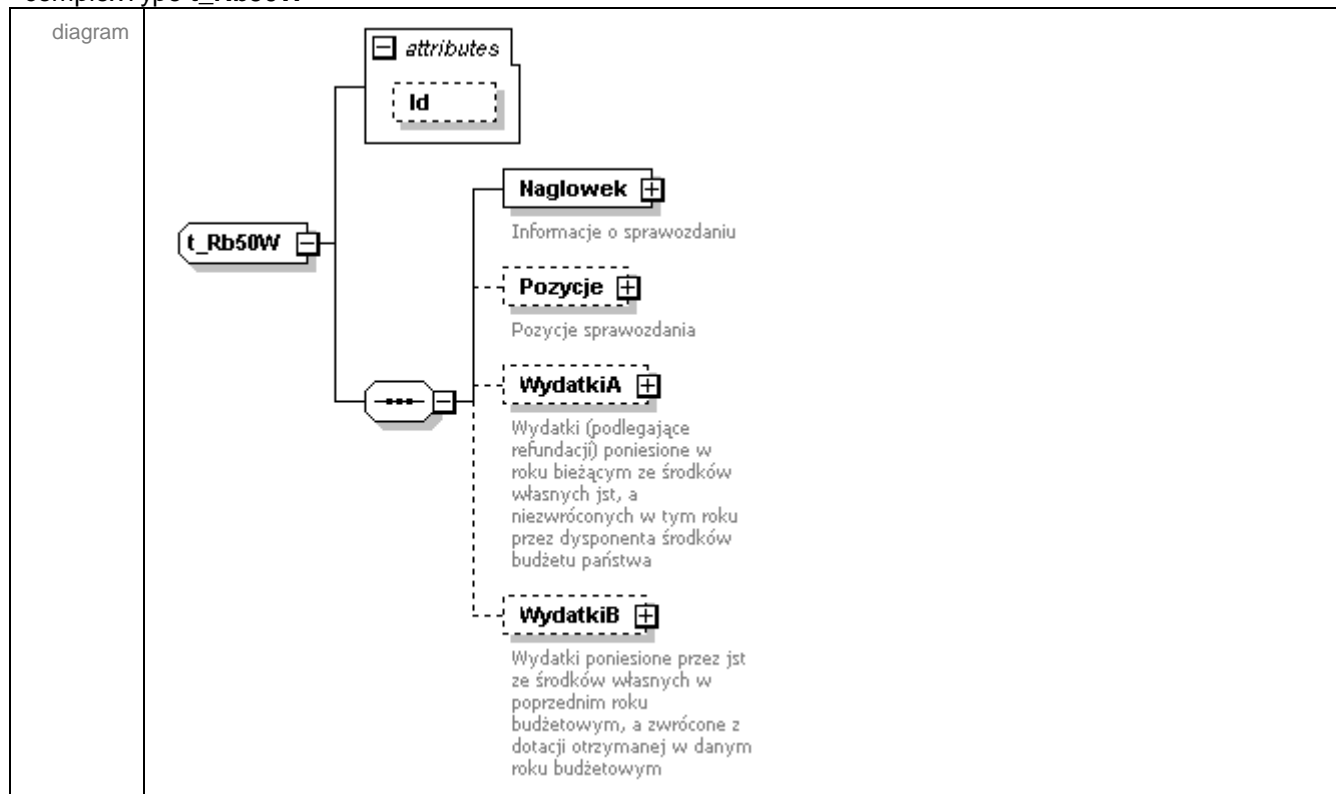 complexType t_Rb50W
diagram
attributes
Id
t_Rb50W
Naglowek
Informacje o sprawozdaniu
Pozycje
Pozycje sprawozdania
WydatkiA
Wydatki (podlegające
refundacji) poniesione w
roku bieżącym ze środków
własnych jst, a
niezwróconych w tym roku
przez dysponenta środków
budżetu państwa
WydatkiB
Wydatki poniesione przez jst
ze środków własnych w
poprzednim roku
budżetowym, a zwrócone z
dotacji otrzymanej w danym
roku budżetowym